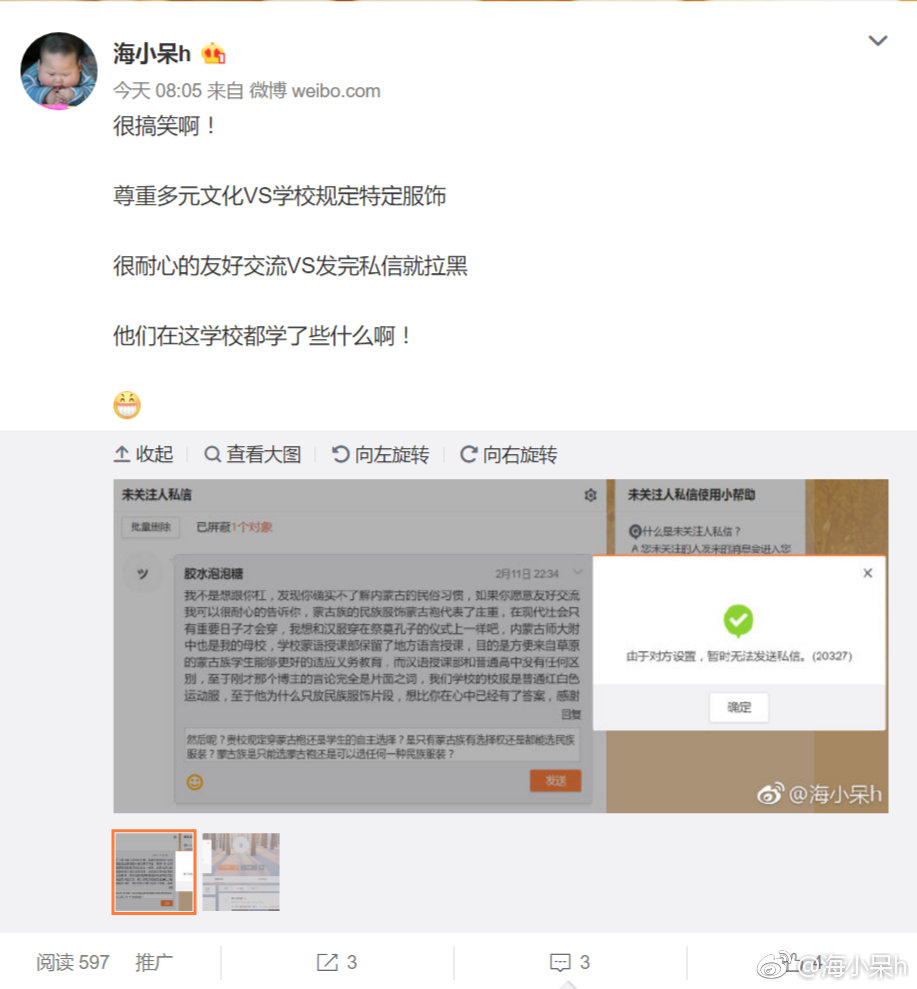 海小呆h
今天 08:05 来自 微博 weibo.com
很搞笑啊！
尊重多元文化VS学校规定特定服饰
很耐心的友好交流VS发完私信就拉黑
他们在这学校都学了些什么啊！
收起 查看大图 向左旋转 向右旋转
未关注人私信
未关注人私信使用小帮助
批量删除 已屏蔽1个对象
什么是未关注人私信？
A 您未关注的人发来的消息会进入您
胶水泡泡糖 2月11日 22:34
我不是想跟你杠，发现你确实不了解内蒙古的民俗习惯，如果你愿意友好交流
我可以很耐心的告诉你，蒙古族的民族服饰蒙古袍代表了庄重，在现代社会只
有重要日子才会穿，我想和汉服穿在祭奠孔子的仪式上一样吧，内蒙古师大附
中也是我的母校，学校蒙语授课部保留了地方语言授课，目的是方便来自草原
的蒙古族学生能够更好的适应义务教育，而汉语授课部和普通高中没有任何区
别，至于刚才那个博主的言论完全是片面之词，我们学校的校服是普通红白色
运动服，至于他为什么只放民族服饰片段，想比你在心中已经有了答案，感谢
回复
然后呢？贵校规定穿蒙古袍还是学生的自主选择？是只有蒙古族有选择权还是都能选民族
服装？蒙古族是只能选蒙古袍还是可以选任何一种民族服装？
发送
由于对方设置，暂时无法发送私信。(20327)
确定
@海小呆h
阅读 597 推广 3 3 4
@海小呆h